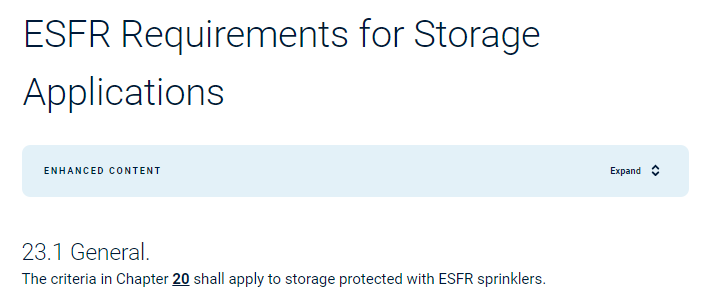 ESFR Requirements for Storage
Applications
ENHANCED CONTENT
Expand
23.1 General.
The criteria in Chapter 20 shall apply to storage protected with ESFR sprinklers.